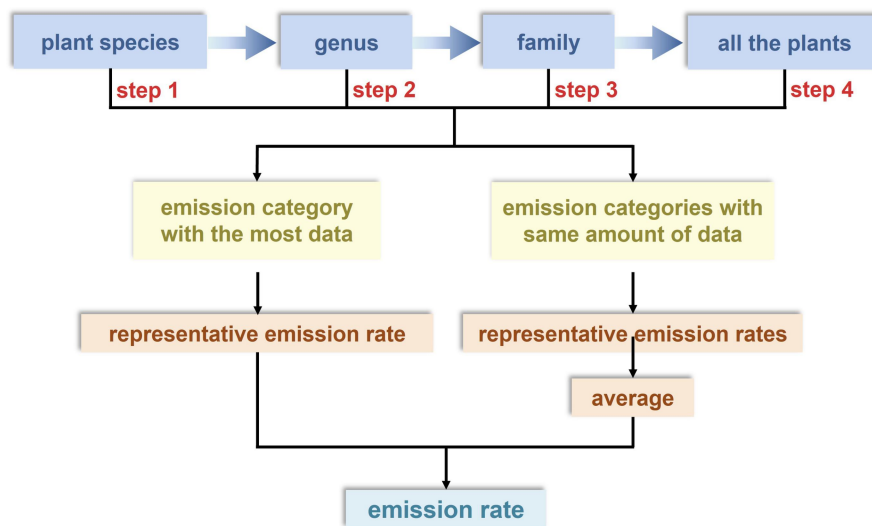 plant species
genus
family
all the plants
step 1
step 2
step 3
step 4
emission category
with the most data
emission categories with
same amount of data
representative emission rate
representative emission rates
average
emission rate